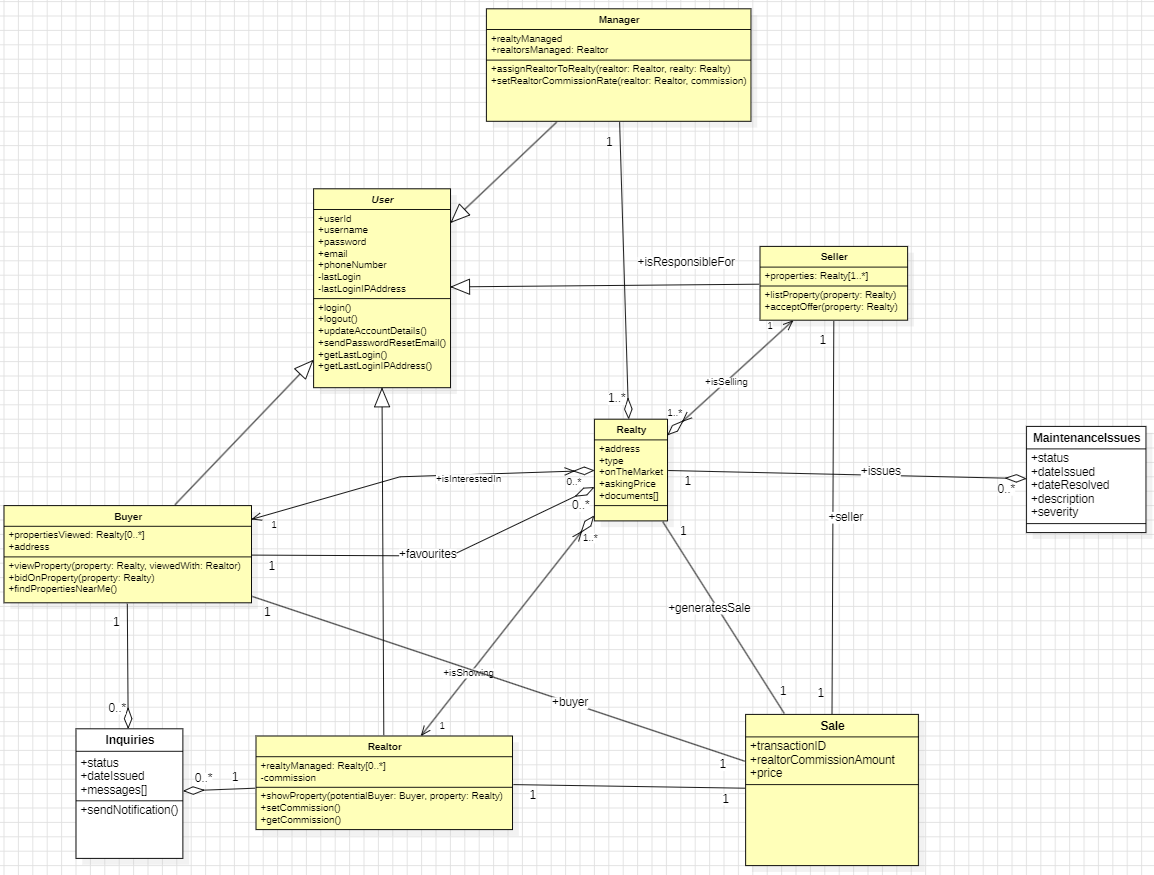 Manager
+realtyManaged
+realtorsManaged: Realtor
+assignRealtorToRealty(realtor: Realtor, realty: Realty)
+setRealtorCommissionRate(realtor: Realtor, commission)
1
User
+userId
+username
+password
+email
+phoneNumber
-lastLogin
-lastLoginIPAddress
+login()
+logout()
+updateAccountDetails()
+sendPasswordResetEmail()
+getLastLogin()
+getLastLoginIPAddress()
+isResponsibleFor
Seller
+properties: Realty[1..*]
+listProperty(property: Realty)
+acceptOffer(property: Realty)
1
1
+isSelling
1..*
1..*
Realty
+address
+type
+onTheMarket
+askingPrice
+documents[]
MaintenanceIssues
+status
+dateIssued
+dateResolved
+description
+severity
+issues
1
0..*
+isInterestedIn
0..*
1
0..*
+favourites
1
+seller
1..*
1
Buyer
+propertiesViewed: Realty[0..*]
+address
+viewProperty(property: Realty, viewedWith: Realtor)
+bidOnProperty(property: Realty)
+findPropertiesNearMe()
1
1
+generatesSale
+isShowing
+buyer
1
1
0..*
1
1
1
Inquiries
+status
+dateIssued
+messages[]
+sendNotification()
0..*
1
Realtor
+realtyManaged: Realty[0..*]
-commission
+showProperty(potentialBuyer: Buyer, property: Realty)
+setCommission()
+getCommission()
1
1
Sale
+transactionID
+realtorCommissionAmount
+price